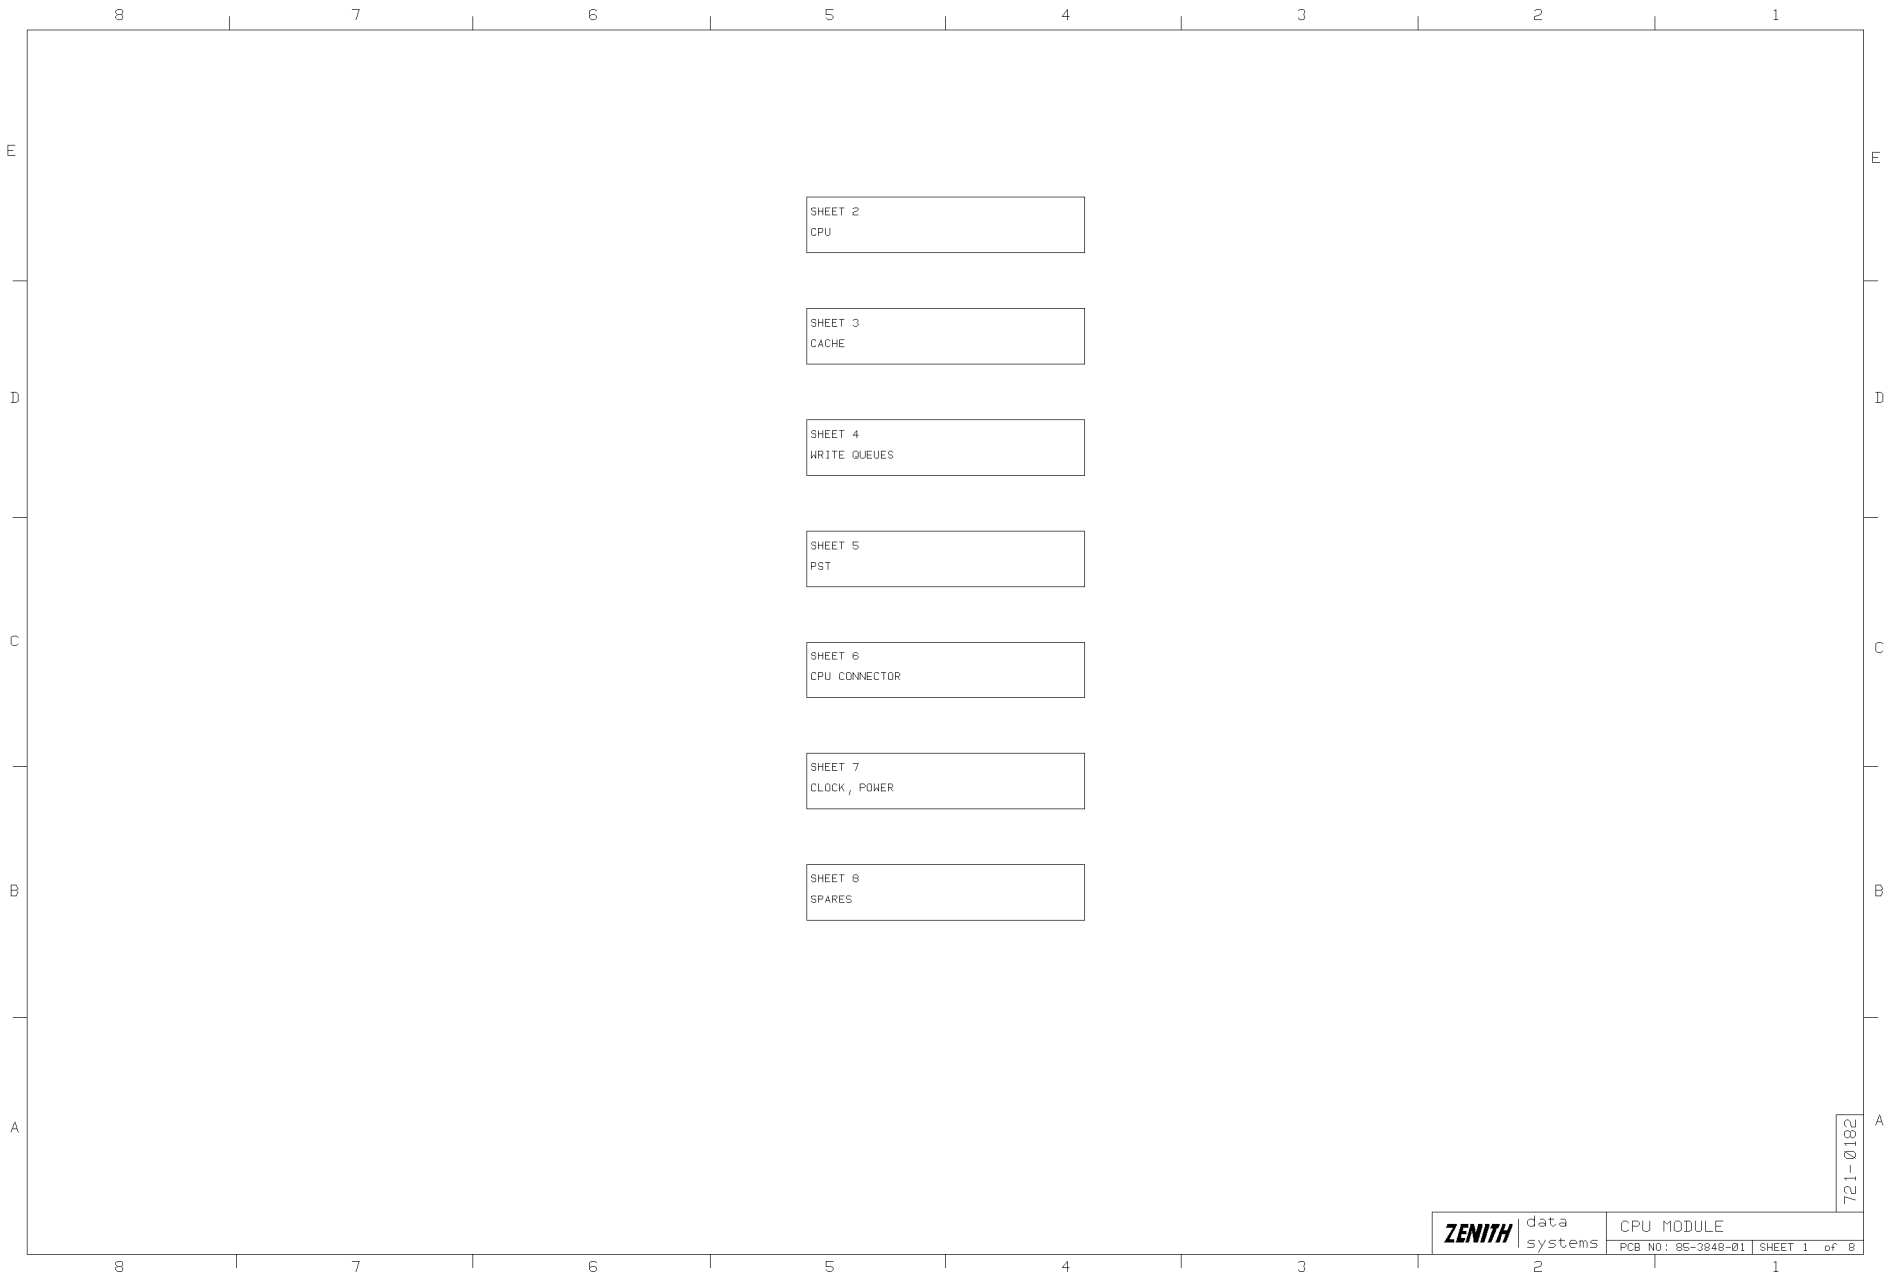 8 7 6 5 4 3 2 1
E E
SHEET 2
CPU
SHEET 3
CACHE
D D
SHEET 4
WRITE QUEUES
SHEET 5
PST
C C
SHEET 6
CPU CONNECTOR
SHEET 7
CLOCK, POWER
B B
SHEET 8
SPARES
A A
721-0182
ZENITH data
systems
CPU MODULE
PCB NO: 85-3848-01 SHEET 1 of 8
8 7 6 5 4 3 2 1